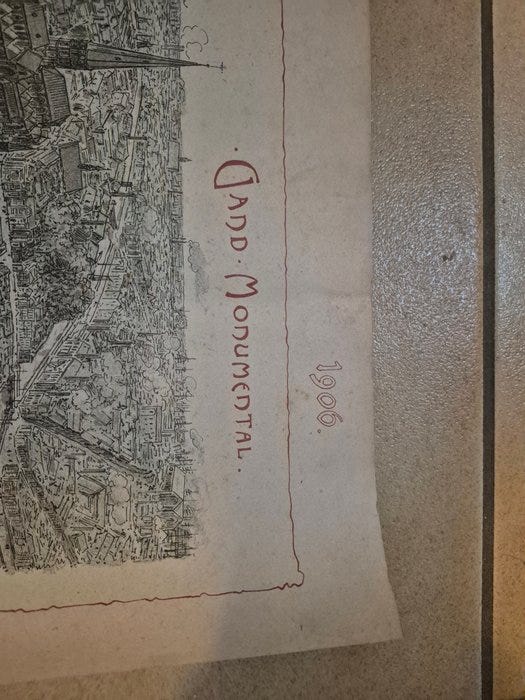 1906.
· GAND · MONUMENTAL .